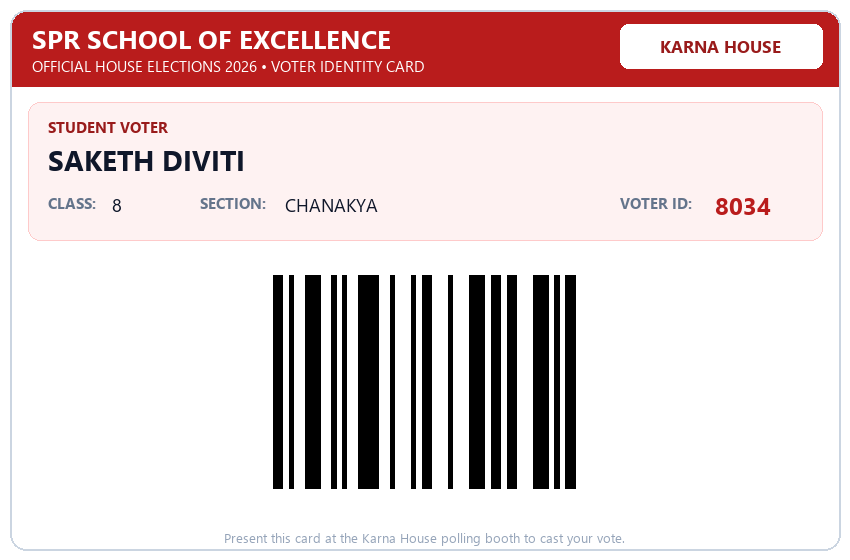 SPR SCHOOL OF EXCELLENCE
OFFICIAL HOUSE ELECTIONS 2026 • VOTER IDENTITY CARD
KARNA HOUSE
STUDENT VOTER
SAKETH DIVITI
CLASS: 8 SECTION: CHANAKYA VOTER ID: 8034
Present this card at the Karna House polling booth to cast your vote.